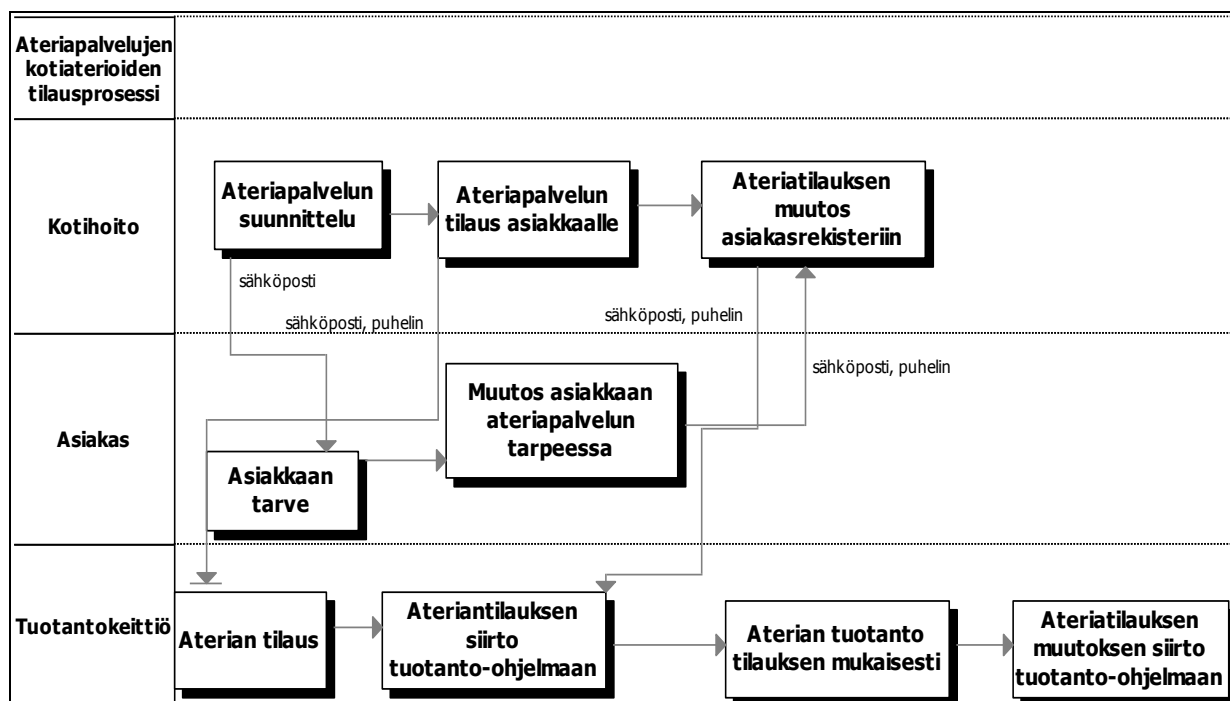 Ateriapalvelujen
kotiaterioiden
tilausprosessi
Kotihoito
Ateriapalvelun
suunnittelu
Ateriapalvelun
tilaus asiakkaalle
Ateriatilauksen
muutos
asiakasrekisteriin
sähköposti
sähköposti, puhelin
sähköposti, puhelin
sähköposti, puhelin
Asiakas
Asiakkaan
tarve
Muutos asiakkaan
ateriapalvelun
tarpeessa
Tuotantokeittiö
Aterian tilaus
Ateriantilauksen
siirto
tuotanto-ohjelmaan
Aterian tuotanto
tilauksen mukaisesti
Ateriatilauksen
muutoksen siirto
tuotanto-ohjelmaan